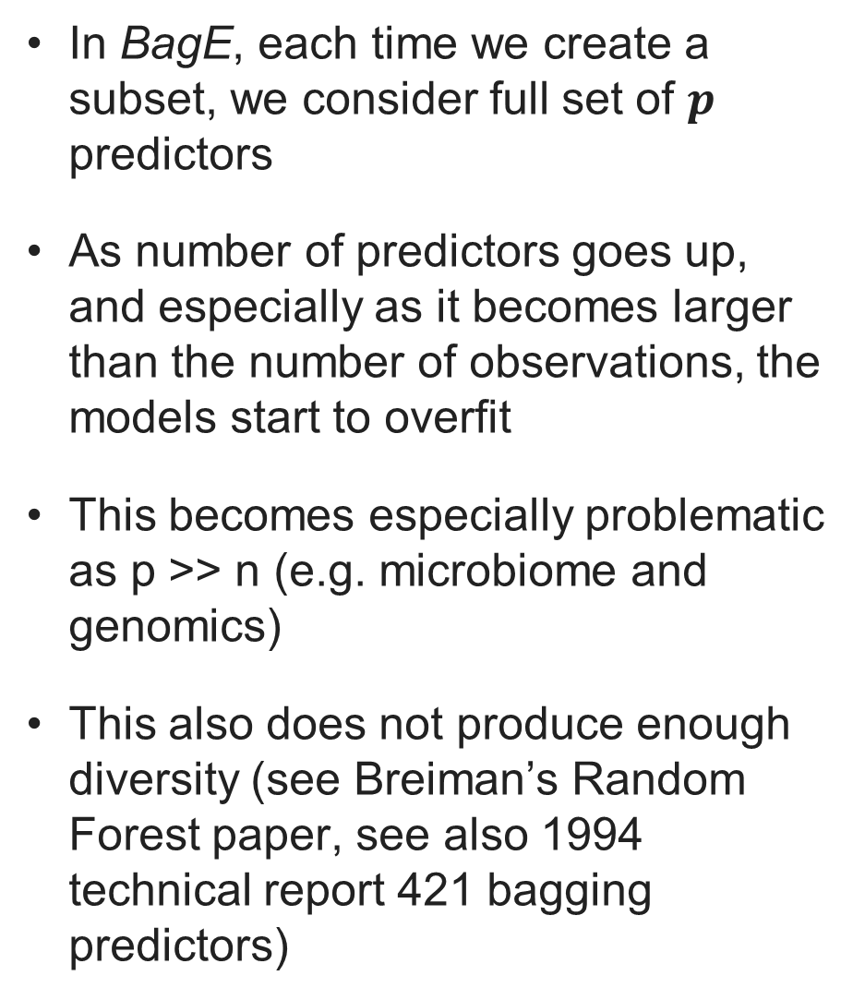 • In BagE, each time we create a
subset, we consider full set of p
predictors
• As number of predictors goes up,
and especially as it becomes larger
than the number of observations, the
models start to overfit
• This becomes especially problematic
as p >> n (e.g. microbiome and
genomics)
• This also does not produce enough
diversity (see Breiman’s Random
Forest paper, see also 1994
technical report 421 bagging
predictors)